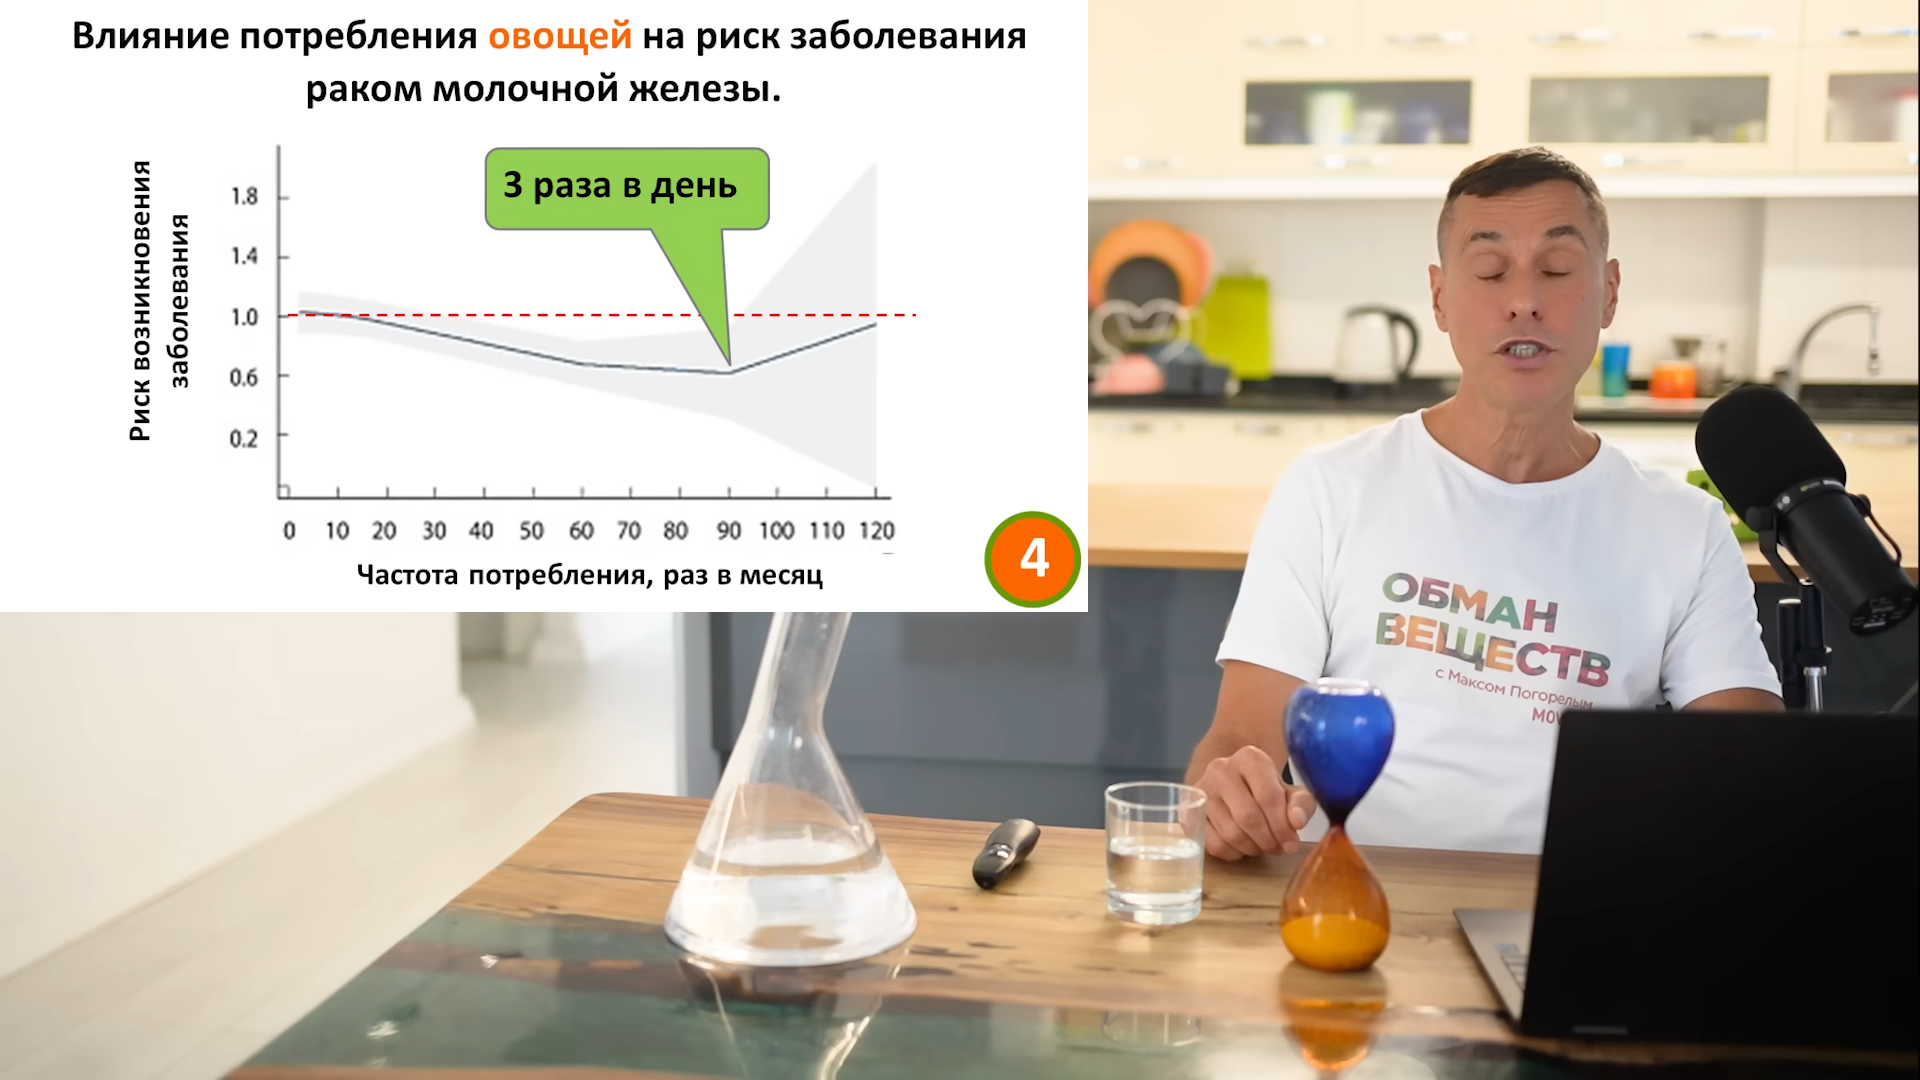 Влияние потребления овощей на риск заболевания
раком молочной железы.
Риск возникновения
заболевания
3 раза в день
1.8
1.4
1.0
0.6
0.2
0 10 20 30 40 50 60 70 80 90 100 110 120
Частота потребления, раз в месяц
4
ОБМАН
ВЕЩЕСТВ
с Максом Погорелым